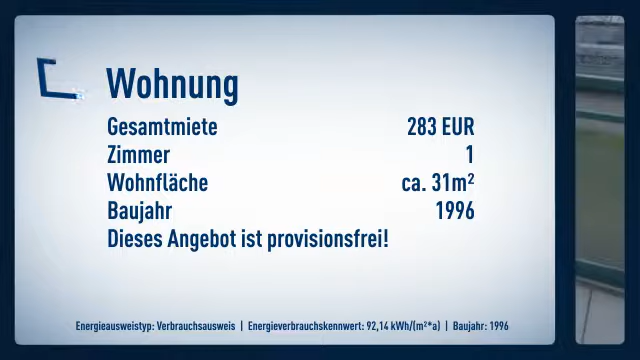 Wohnung
Gesamtmiete 283 EUR
Zimmer 1
Wohnfläche ca. 31m²
Baujahr 1996
Dieses Angebot ist provisionsfrei!
Energieausweistyp: Verbrauchsausweis | Energieverbrauchskennwert: 92,14 kWh/(m²*a) | Baujahr: 1996